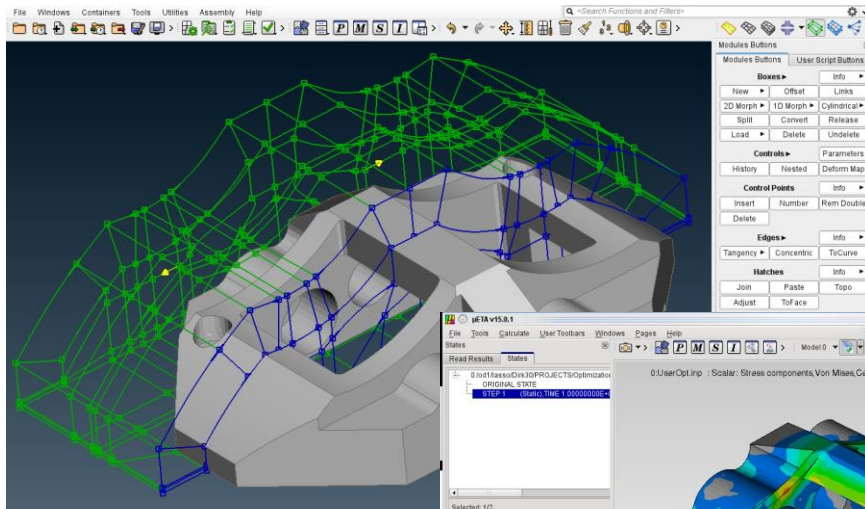 File Windows Containers Tools Utilities Assembly Help
<Search Functions and Filters>
P M S I
Modules Buttons
Modules Buttons User Script Buttons
Boxes Info
New Offset Links
2D Morph 1D Morph Cylindrical
Split Convert Release
Load Delete Undelete
Controls Parameters
History Nested Deform Map
Control Points Info
Insert Number Rem Double
Delete
Edges Info
Tangency Concentric ToCurve
Hatches Info
Join Paste Topo
Adjust ToFace
µETA v15.0.1
File Tools Calculate User Toolbars Windows Pages Help
States
Read Results States
P M S I Model:0
0:/od1/lasso/Dirk30/PROJECTS/Optimization
ORIGINAL STATE
STEP 1 (Static),TIME 1.00000000E+0
0:UserOpt.inp : Scalar: Stress components,Von Mises,Ce
Selected: 1/2